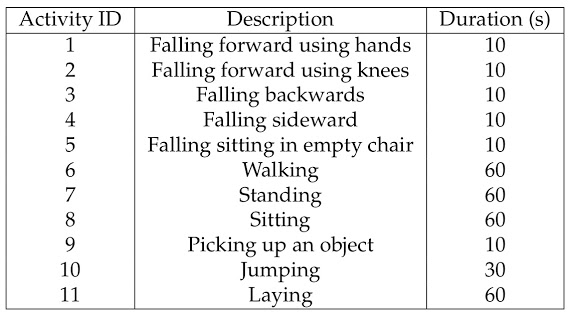 Activity ID Description Duration (s)
1 Falling forward using hands 10
2 Falling forward using knees 10
3 Falling backwards 10
4 Falling sideward 10
5 Falling sitting in empty chair 10
6 Walking 60
7 Standing 60
8 Sitting 60
9 Picking up an object 10
10 Jumping 30
11 Laying 60